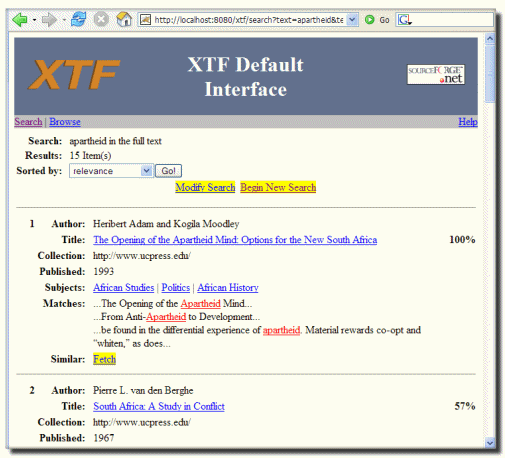 http://localhost:8080/xtf/search?text=apartheid&te
Go
G
XTF
XTF Default
Interface
SOURCEFORGE
.net
Search | Browse
Help
Search: apartheid in the full text
Results: 15 Item(s)
Sorted by: relevance Go!
Modify Search Begin New Search
1 Author: Heribert Adam and Kogila Moodley
Title: The Opening of the Apartheid Mind: Options for the New South Africa 100%
Collection: http://www.ucpress.edu/
Published: 1993
Subjects: African Studies | Politics | African History
Matches: ...The Opening of the Apartheid Mind...
...From Anti-Apartheid to Development...
...be found in the differential experience of apartheid. Material rewards co-opt and
“whiten,” as does...
Similar: Fetch
2 Author: Pierre L. van den Berghe
Title: South Africa: A Study in Conflict 57%
Collection: http://www.ucpress.edu/
Published: 1967